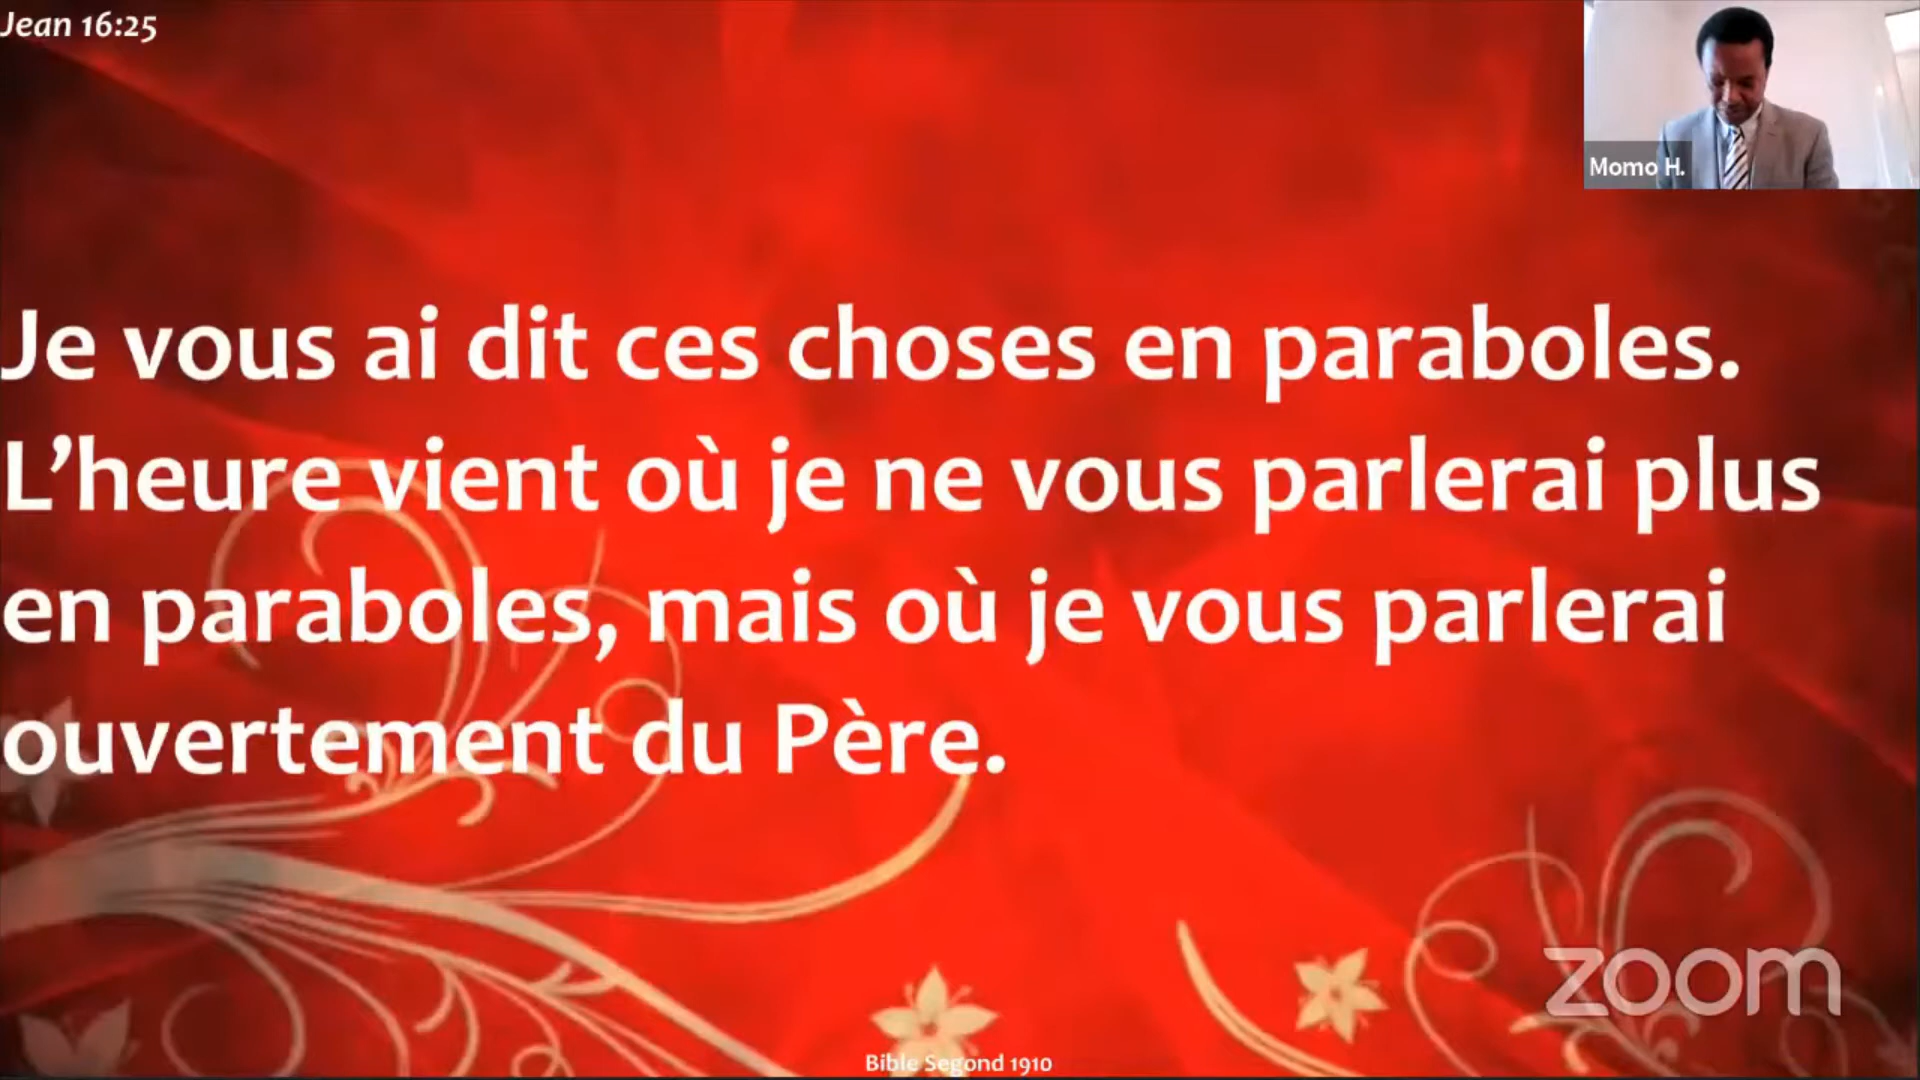 Jean 16:25
Momo H.
Je vous ai dit ces choses en paraboles.
L’heure vient où je ne vous parlerai plus
en paraboles, mais où je vous parlerai
ouvertement du Père.
zoom
Bible Segond 1910